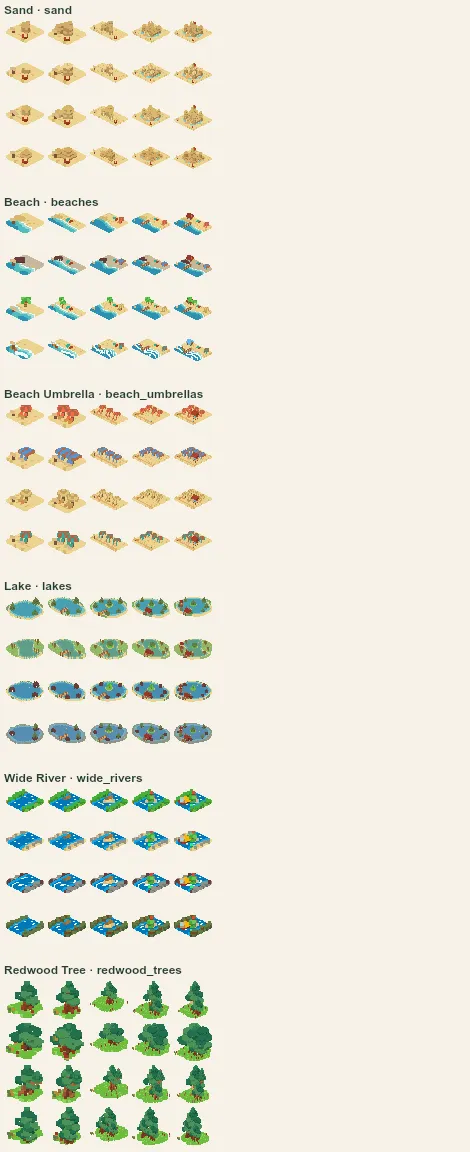 Sand · sand
Beach · beaches
Beach Umbrella · beach_umbrellas
Lake · lakes
Wide River · wide_rivers
Redwood Tree · redwood_trees